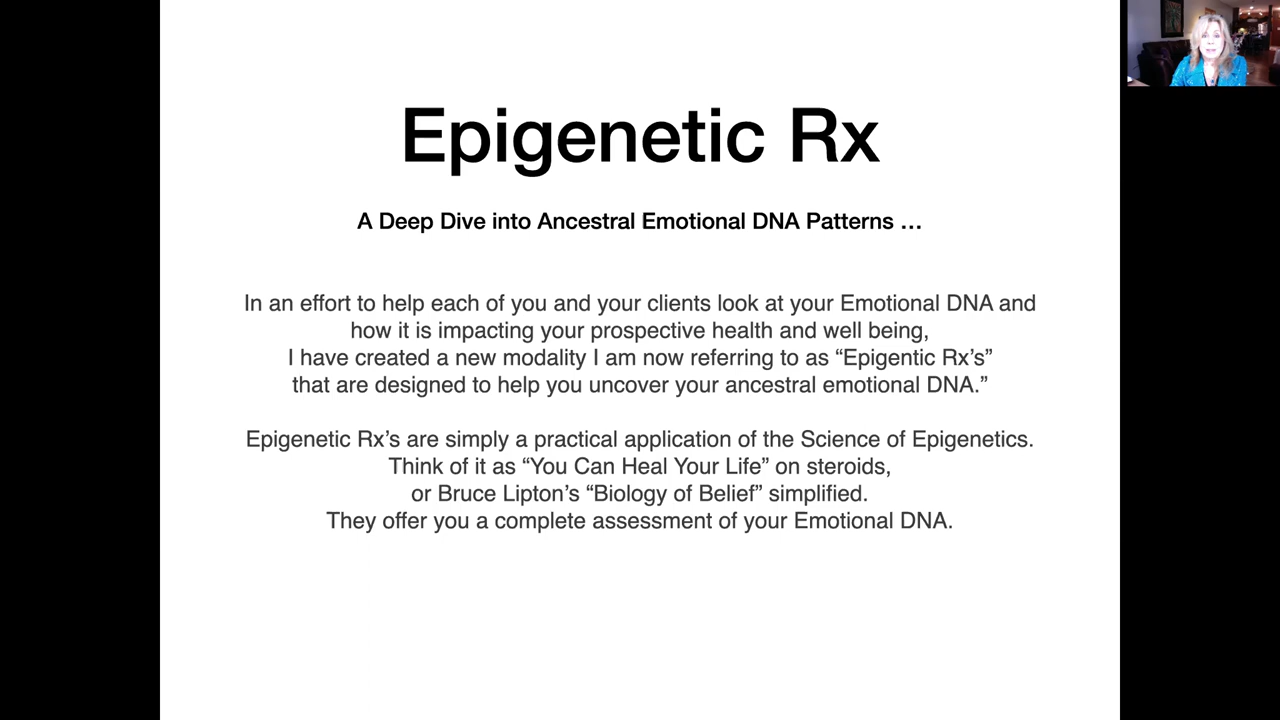 Epigenetic Rx
A Deep Dive into Ancestral Emotional DNA Patterns …
In an effort to help each of you and your clients look at your Emotional DNA and
how it is impacting your prospective health and well being,
I have created a new modality I am now referring to as “Epigentic Rx’s”
that are designed to help you uncover your ancestral emotional DNA.”
Epigenetic Rx’s are simply a practical application of the Science of Epigenetics.
Think of it as “You Can Heal Your Life” on steroids,
or Bruce Lipton’s “Biology of Belief” simplified.
They offer you a complete assessment of your Emotional DNA.